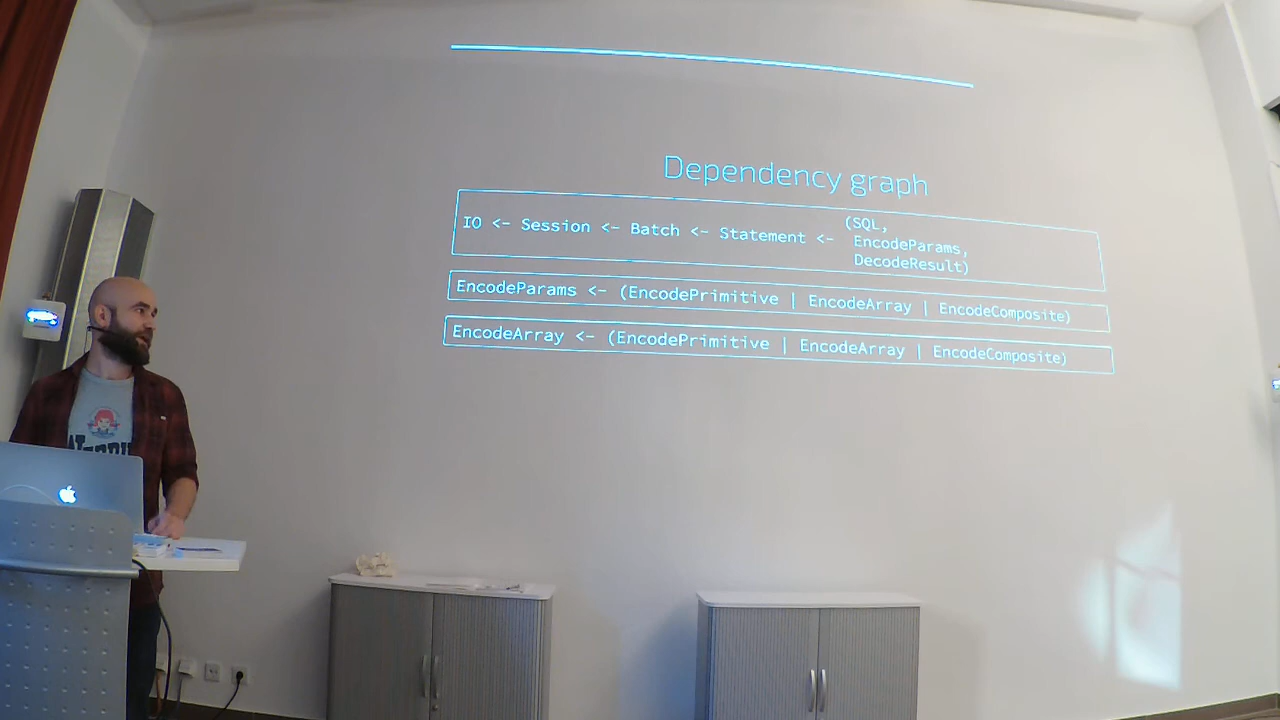 Dependency graph
IO <- Session <- Batch <- Statement <- (SQL,
EncodeParams,
DecodeResult)
EncodeParams <- (EncodePrimitive | EncodeArray | EncodeComposite)
EncodeArray <- (EncodePrimitive | EncodeArray | EncodeComposite)